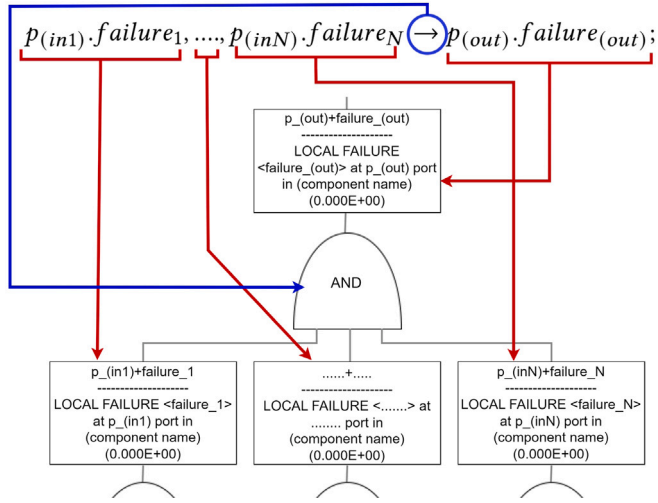 p(in1).failure1, ...., p(inN).failureN → p(out).failure(out);
p_(out)+failure_(out)
--------------------
LOCAL FAILURE
<failure_(out)> at p_(out) port
in (component name)
(0.000E+00)
AND
p_(in1)+failure_1
--------------------
LOCAL FAILURE <failure_1>
at p_(in1) port in
(component name)
(0.000E+00)
......+.....
--------------------
LOCAL FAILURE <.......> at
........ port in
(component name)
(0.000E+00)
p_(inN)+failure_N
--------------------
LOCAL FAILURE <failure_N>
at p_(inN) port in
(component name)
(0.000E+00)